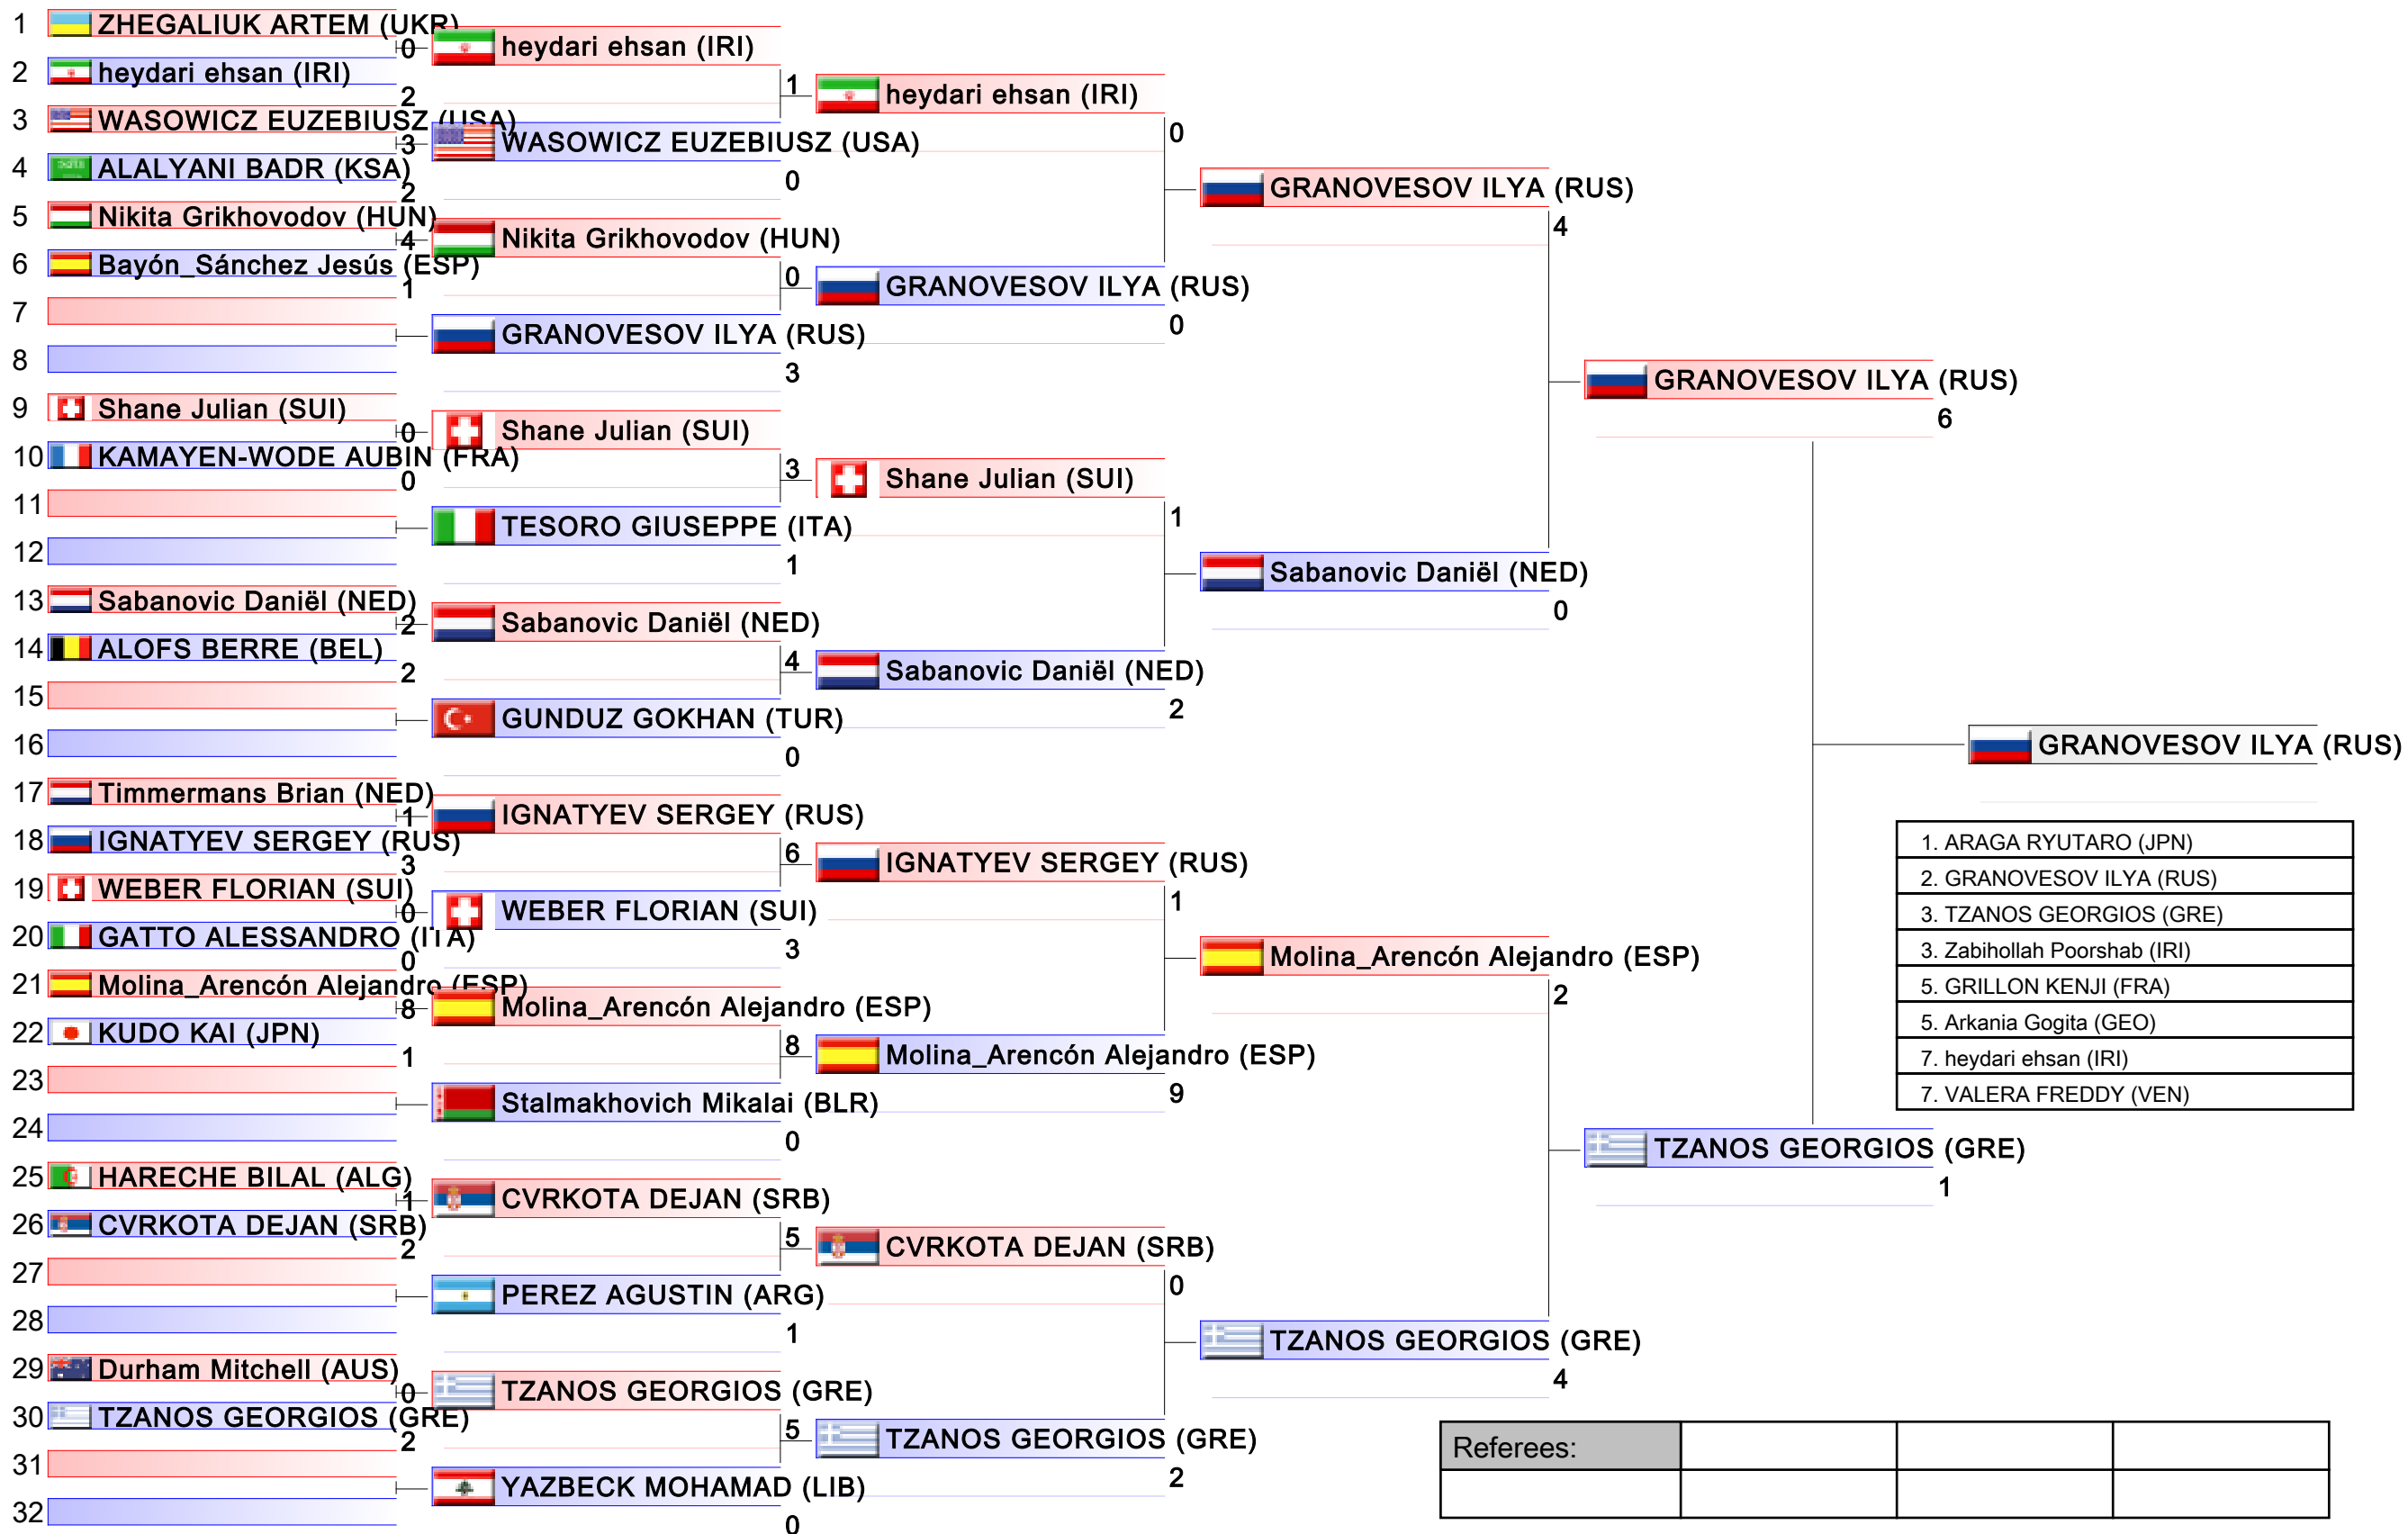 1 ZHEGALIUK ARTEM (UKR)
0
2 heydari ehsan (IRI)
2
3 WASOWICZ EUZEBIUSZ (USA)
3
4 ALALYANI BADR (KSA)
2
5 Nikita Grikhovodov (HUN)
4
6 Bayón_Sánchez Jesús (ESP)
1
7
8
9 Shane Julian (SUI)
0
10 KAMAYEN-WODE AUBIN (FRA)
0
11
12
13 Sabanovic Daniël (NED)
2
14 ALOFS BERRE (BEL)
2
15
16
17 Timmermans Brian (NED)
1
18 IGNATYEV SERGEY (RUS)
3
19 WEBER FLORIAN (SUI)
0
20 GATTO ALESSANDRO (ITA)
0
21 Molina_Arencón Alejandro (ESP)
8
22 KUDO KAI (JPN)
1
23
24
25 HARECHE BILAL (ALG)
1
26 CVRKOTA DEJAN (SRB)
2
27
28
29 Durham Mitchell (AUS)
0
30 TZANOS GEORGIOS (GRE)
2
31
32
heydari ehsan (IRI)
1
WASOWICZ EUZEBIUSZ (USA)
0
Nikita Grikhovodov (HUN)
0
GRANOVESOV ILYA (RUS)
3
Shane Julian (SUI)
3
TESORO GIUSEPPE (ITA)
1
Sabanovic Daniël (NED)
4
GUNDUZ GOKHAN (TUR)
0
IGNATYEV SERGEY (RUS)
6
WEBER FLORIAN (SUI)
3
Molina_Arencón Alejandro (ESP)
8
Stalmakhovich Mikalai (BLR)
0
CVRKOTA DEJAN (SRB)
5
PEREZ AGUSTIN (ARG)
1
TZANOS GEORGIOS (GRE)
5
YAZBECK MOHAMAD (LIB)
0
heydari ehsan (IRI)
0
GRANOVESOV ILYA (RUS)
0
Shane Julian (SUI)
1
Sabanovic Daniël (NED)
2
IGNATYEV SERGEY (RUS)
1
Molina_Arencón Alejandro (ESP)
9
CVRKOTA DEJAN (SRB)
0
TZANOS GEORGIOS (GRE)
2
GRANOVESOV ILYA (RUS)
4
Sabanovic Daniël (NED)
0
Molina_Arencón Alejandro (ESP)
2
TZANOS GEORGIOS (GRE)
4
GRANOVESOV ILYA (RUS)
6
TZANOS GEORGIOS (GRE)
1
GRANOVESOV ILYA (RUS)
1. ARAGA RYUTARO (JPN)
2. GRANOVESOV ILYA (RUS)
3. TZANOS GEORGIOS (GRE)
3. Zabihollah Poorshab (IRI)
5. GRILLON KENJI (FRA)
5. Arkania Gogita (GEO)
7. heydari ehsan (IRI)
7. VALERA FREDDY (VEN)
Referees: